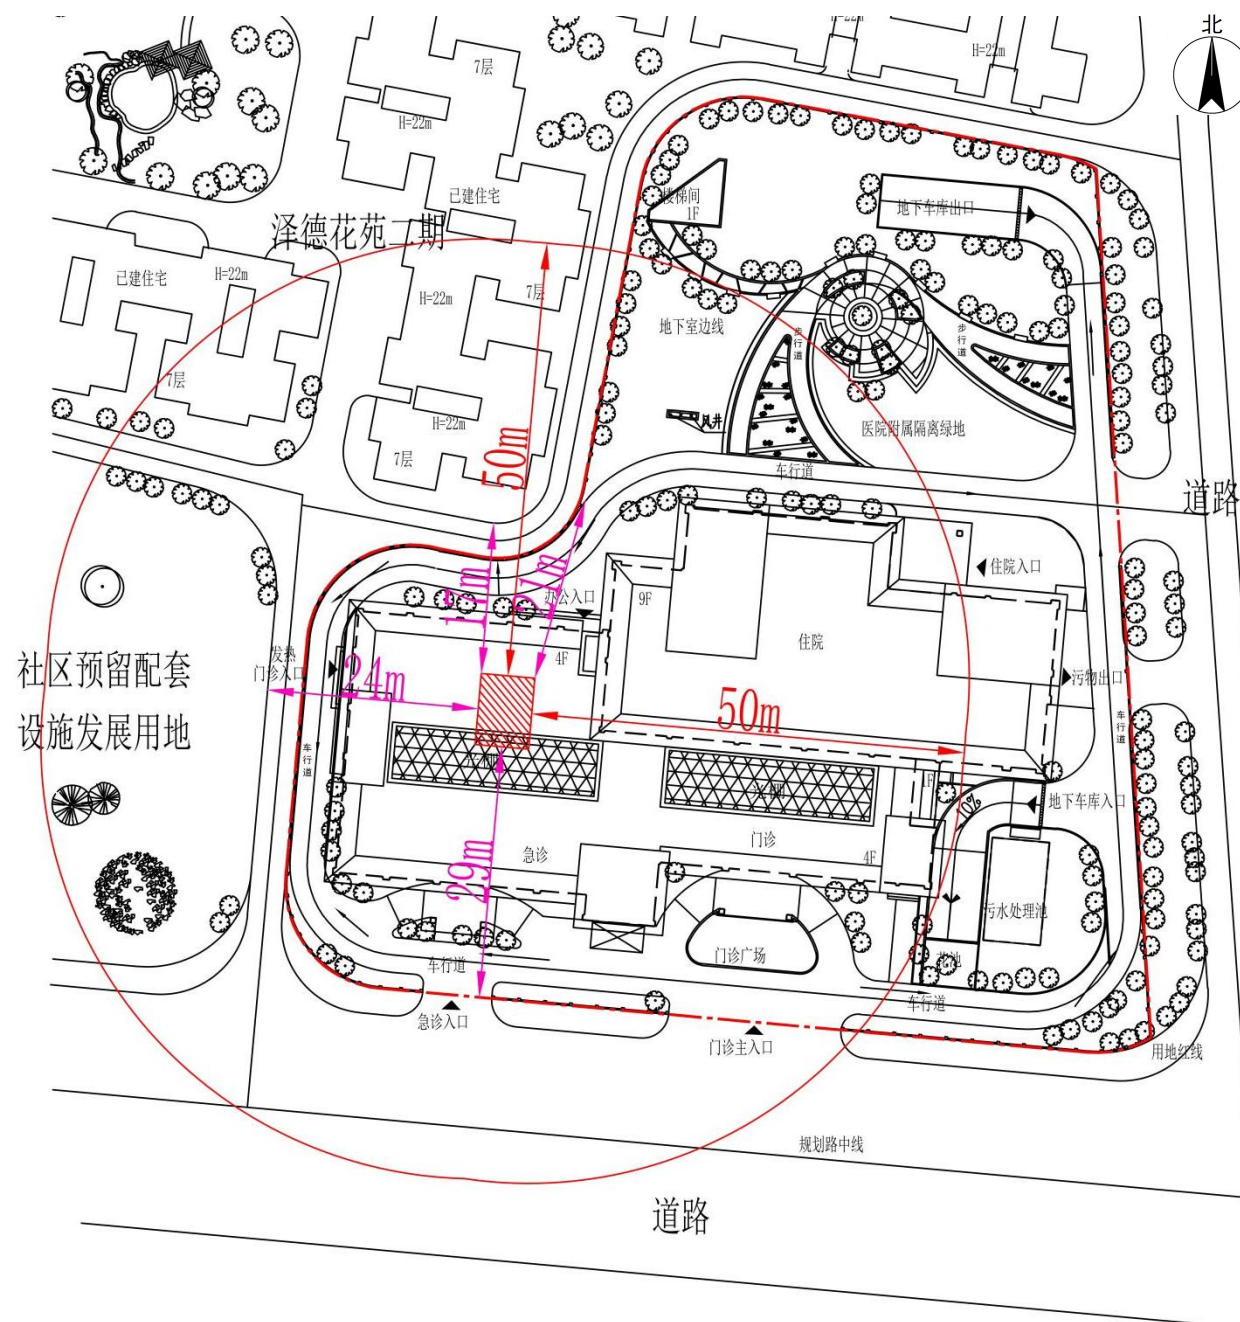 北
H=22m
H=22m
7层
H=22m
已建住宅
楼梯间
1F
地下车库出口
泽德花苑二期
已建住宅
H=22m
H=22m
7层
地下室边线
步行道
步行道
7层
H=22m
风井
医院附属隔离绿地
7层
50m
车行道
道路
17m
21m
办公入口
9F
住院入口
住院
发热
门诊入口
4F
24m
社区预留配套
设施发展用地
污物出口
50m
车行道
车行道
1F
10%
地下车库入口
29m
急诊
门诊
4F
污水处理池
门诊广场
车行道
车行道
急诊入口
门诊主入口
用地红线
规划路中线
道路